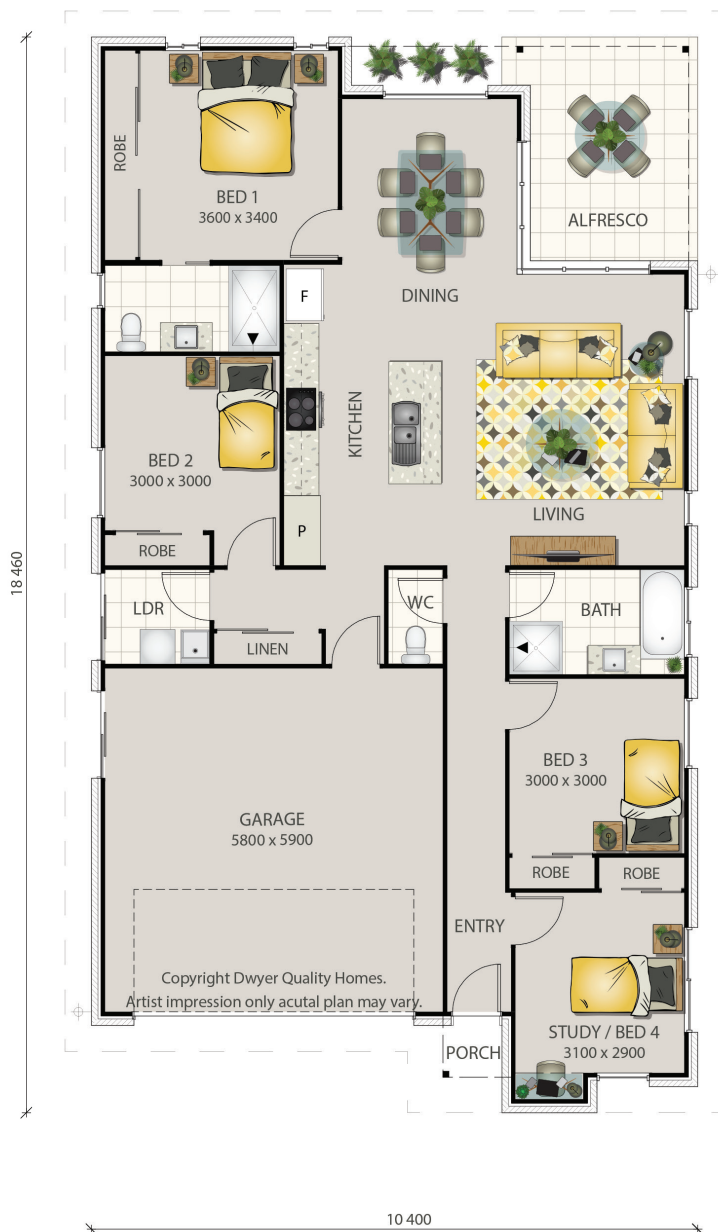 ROBE
BED 1
3600 x 3400
ALFRESCO
F
DINING
KITCHEN
BED 2
3000 x 3000
P
LIVING
ROBE
18 460
LDR
WC
BATH
LINEN
BED 3
3000 x 3000
GARAGE
5800 x 5900
ROBE
ROBE
ENTRY
Copyright Dwyer Quality Homes.
Artist impression only acutal plan may vary.
STUDY / BED 4
3100 x 2900
PORCH
10 400